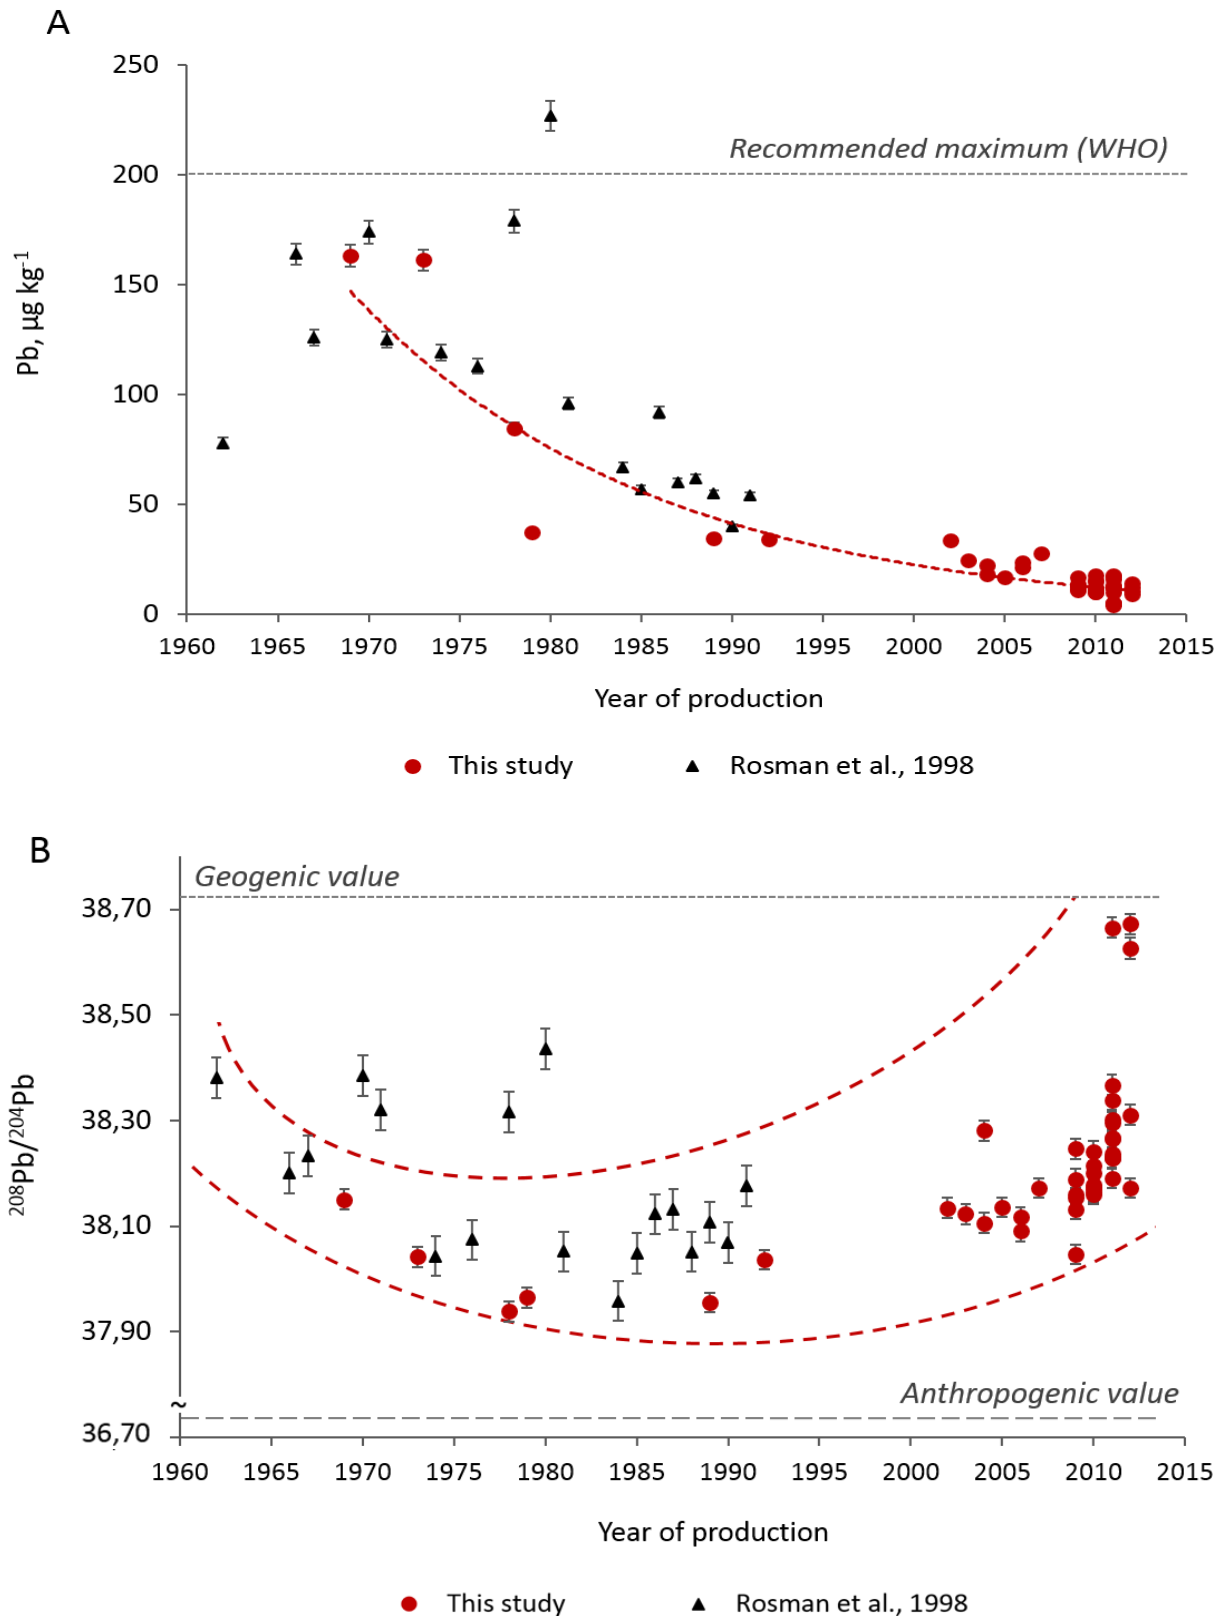 A
250
Recommended maximum (WHO)
200
150
Pb, µg kg⁻¹
100
50
0
1960 1965 1970 1975 1980 1985 1990 1995 2000 2005 2010 2015
Year of production
This study Rosman et al., 1998
B
Geogenic value
38,70
38,50
38,30
²⁰⁸Pb/²⁰⁴Pb
38,10
37,90
Anthropogenic value
~
36,70
1960 1965 1970 1975 1980 1985 1990 1995 2000 2005 2010 2015
Year of production
This study Rosman et al., 1998